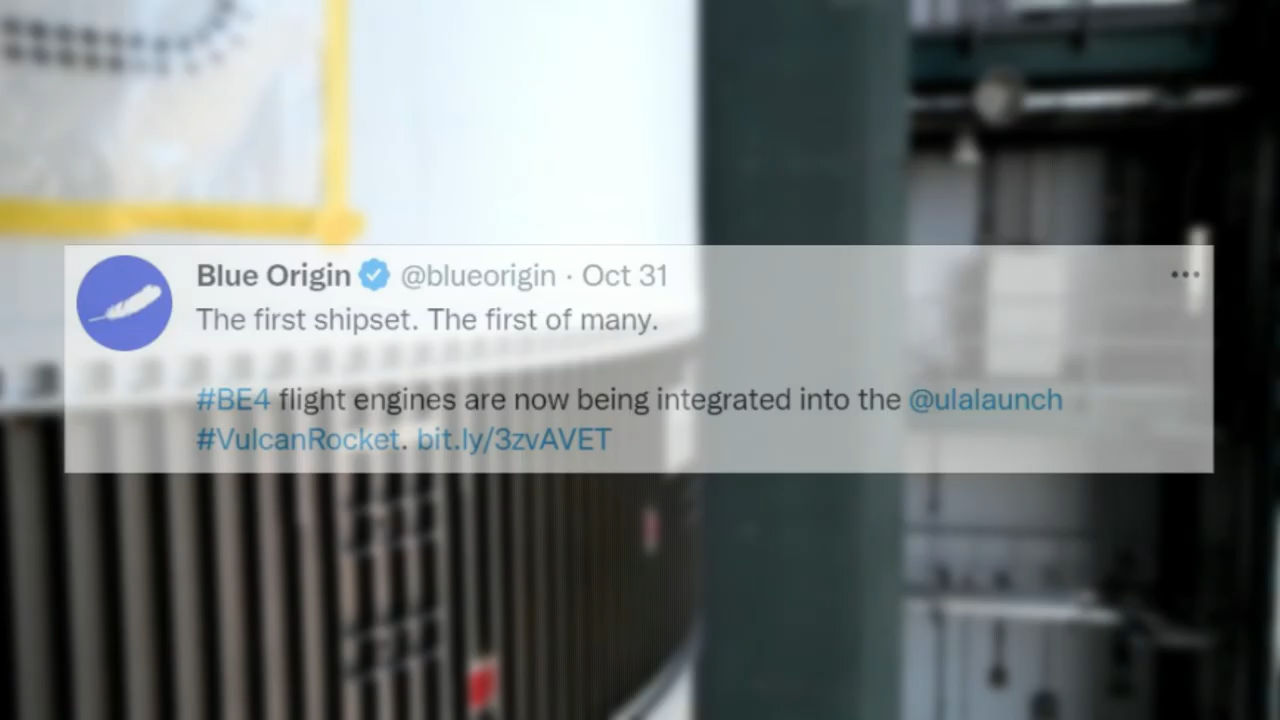 Blue Origin @blueorigin · Oct 31
The first shipset. The first of many.
#BE4 flight engines are now being integrated into the @ulalaunch
#VulcanRocket. bit.ly/3zvAVET